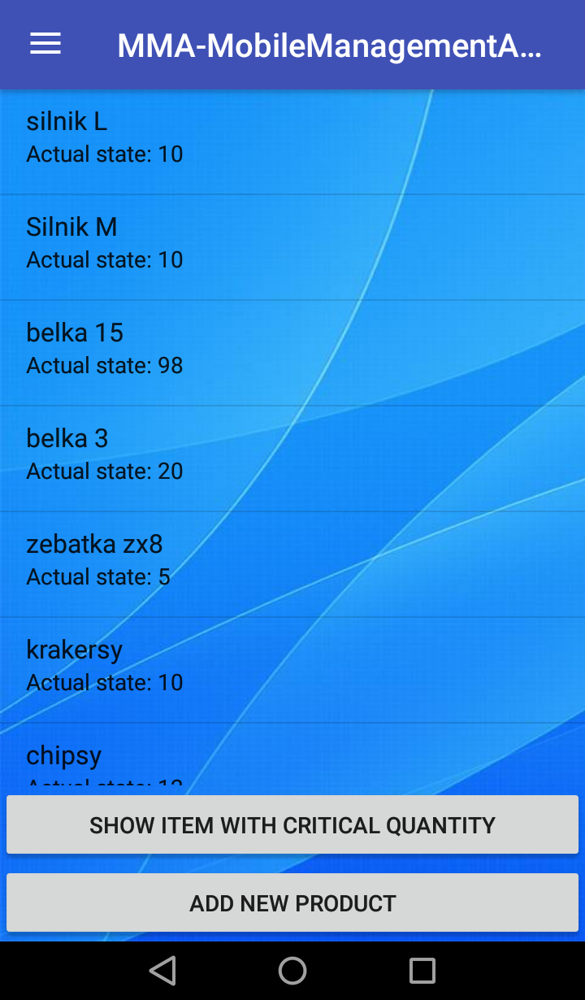 MMA-MobileManagementA...
silnik L
Actual state: 10
Silnik M
Actual state: 10
belka 15
Actual state: 98
belka 3
Actual state: 20
zebatka zx8
Actual state: 5
krakersy
Actual state: 10
chipsy
Actual state:
SHOW ITEM WITH CRITICAL QUANTITY
ADD NEW PRODUCT